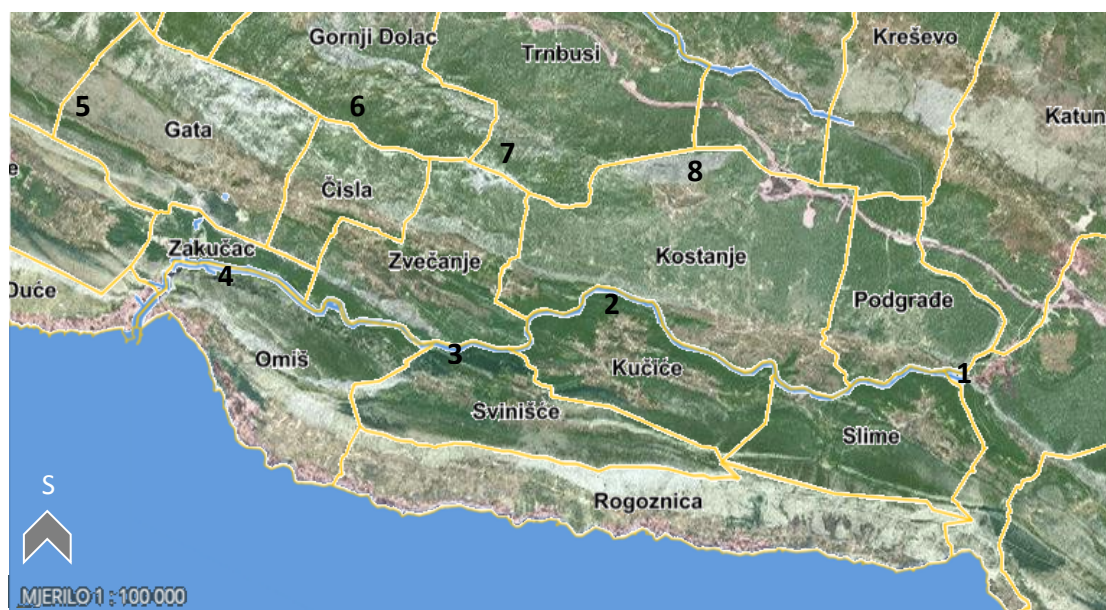 Gornji Dolac
Trnbusi
Kreševo
5
6
Katun
Gata
7
8
e
Čisla
Zakučac
Zvečanje
Kostanje
4
2
Duće
Podgrađe
Omiš
3
Kučiće
1
Svinišće
Slime
S
Rogoznica
MJERILO 1 : 100 000